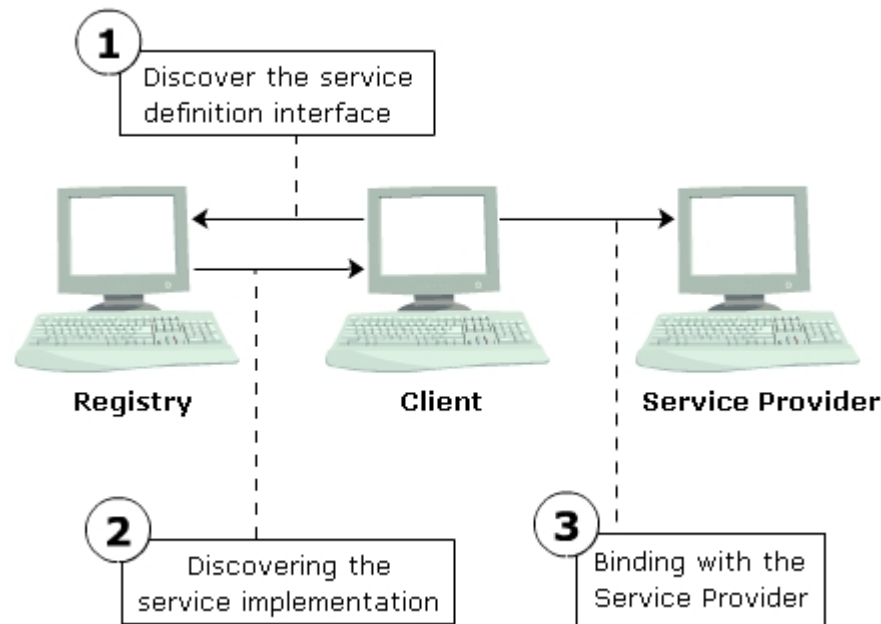 1
Discover the service
definition interface
Registry
Client
Service Provider
2
Discovering the
service implementation
3
Binding with the
Service Provider